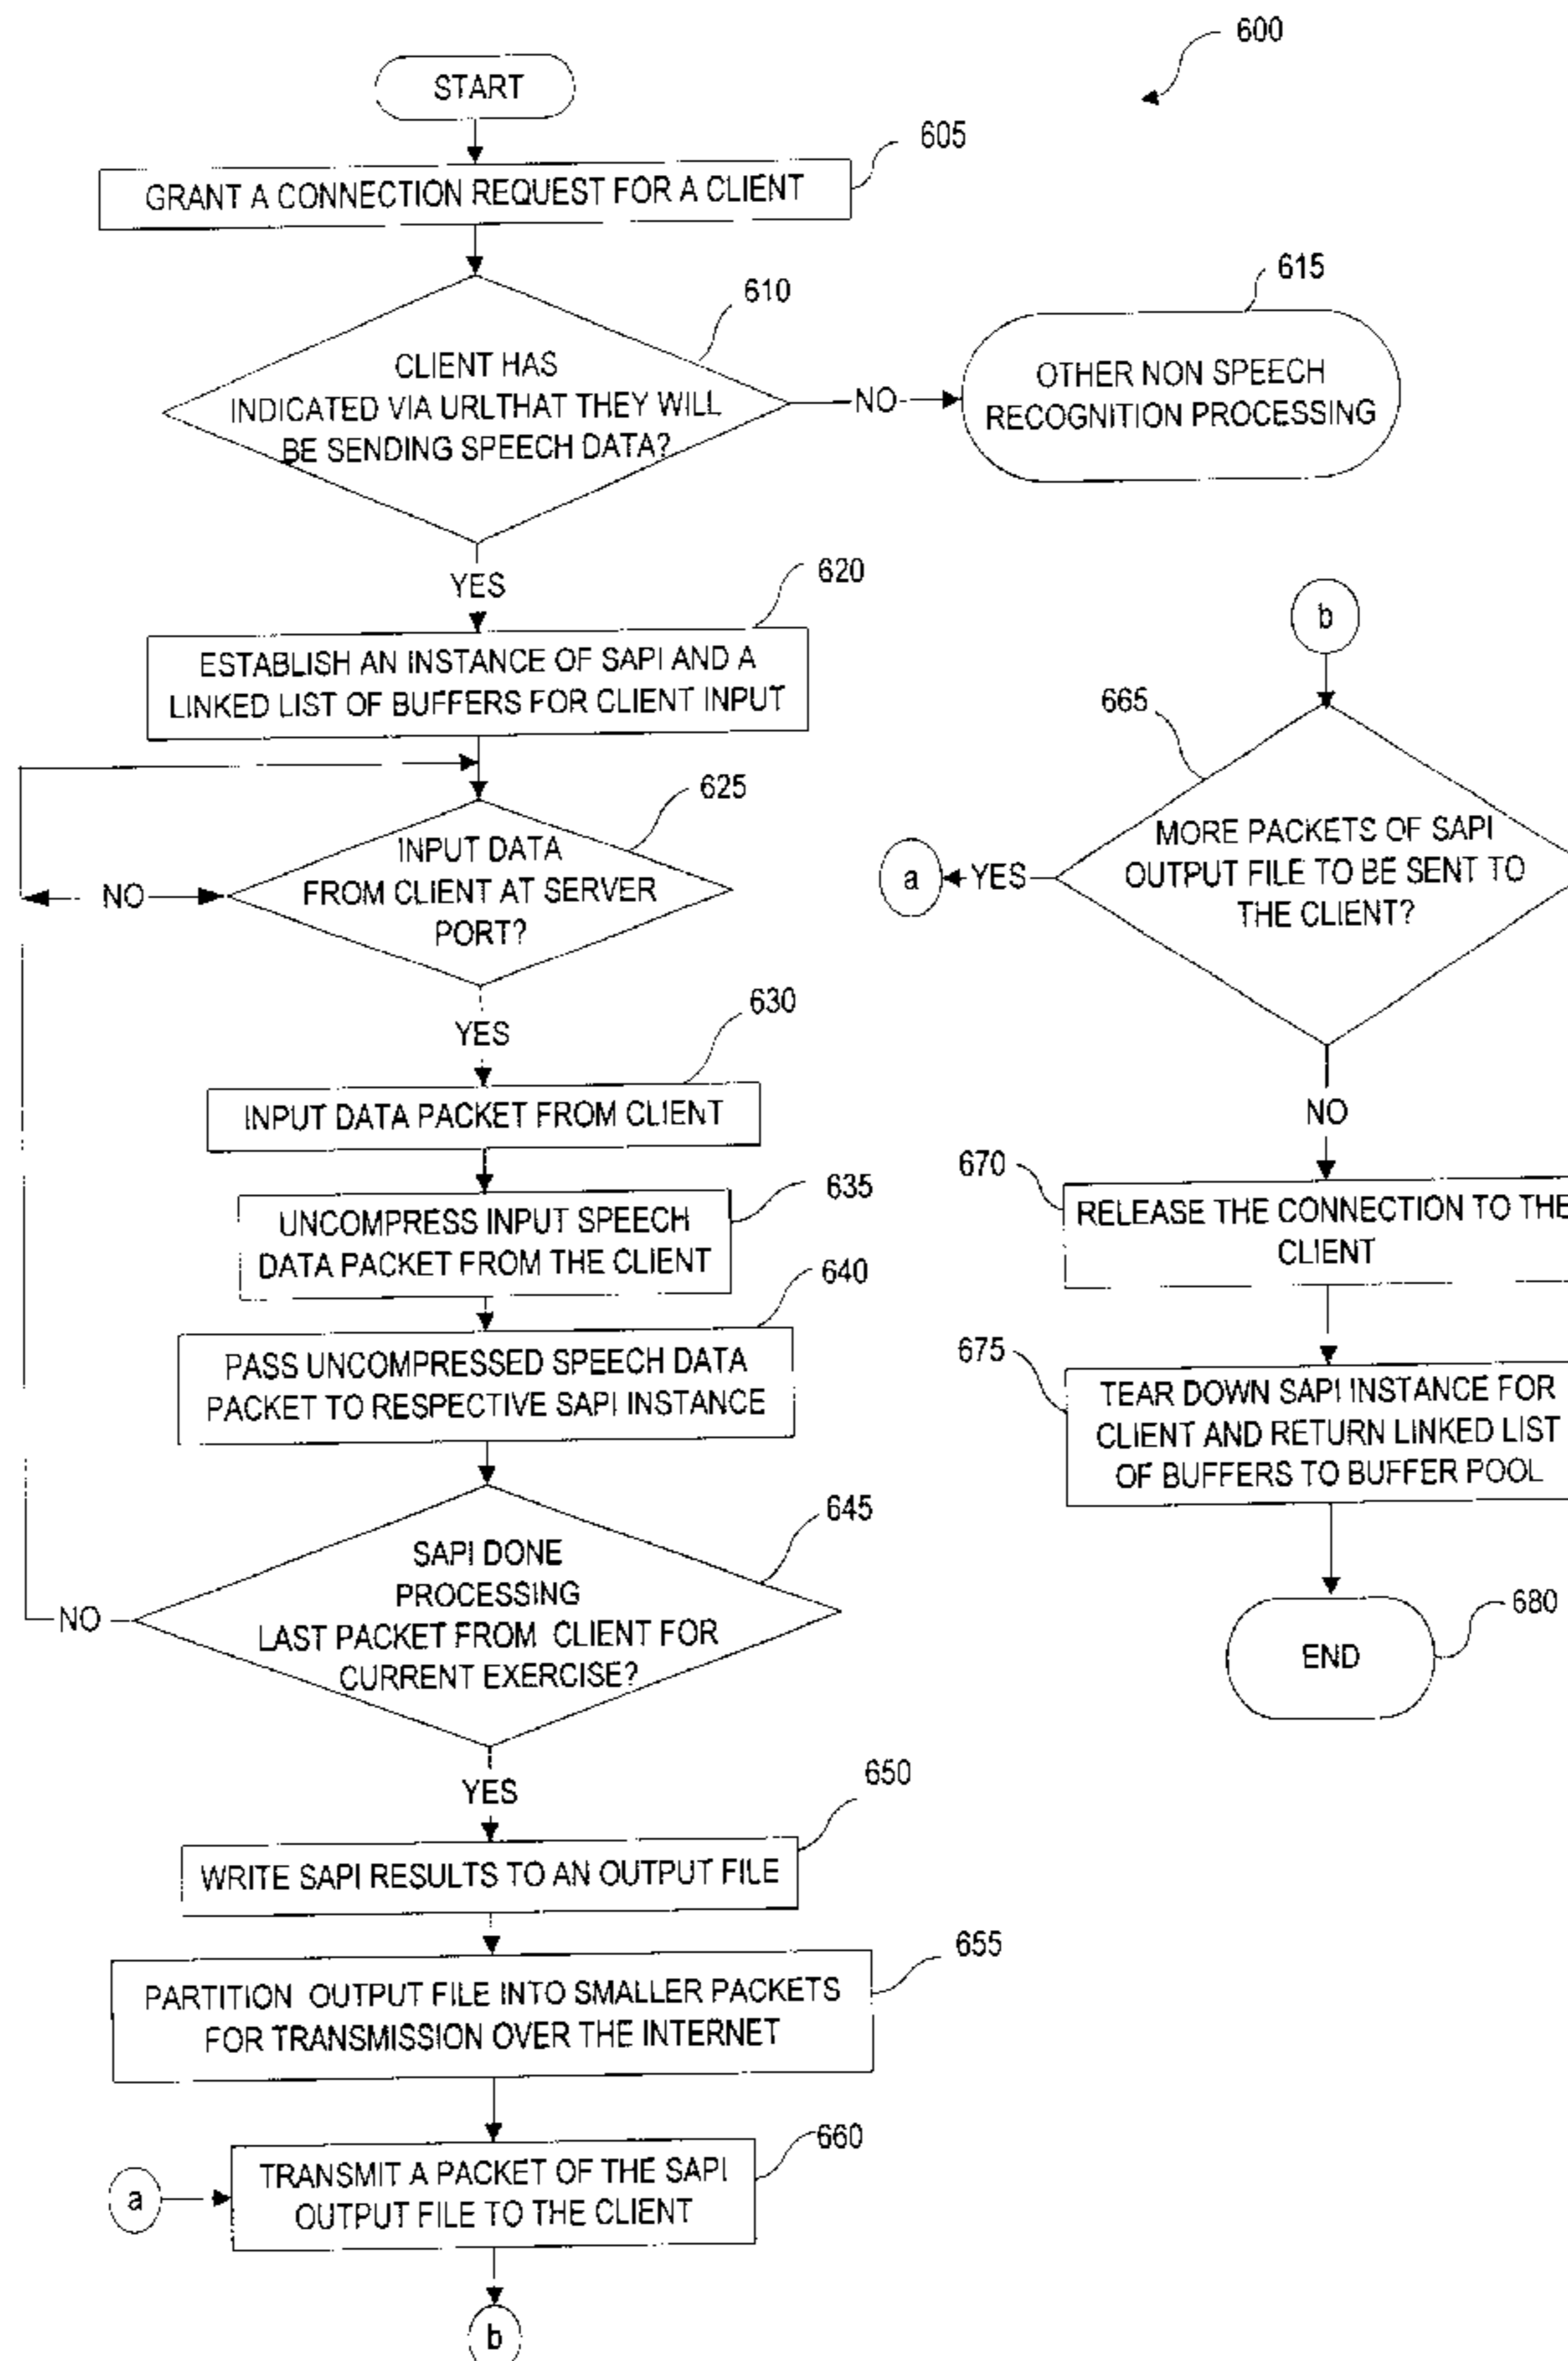 600
START
605
GRANT A CONNECTION REQUEST FOR A CLIENT
610
CLIENT HAS
INDICATED VIA URLTHAT THEY WILL
BE SENDING SPEECH DATA?
NO
615
OTHER NON SPEECH
RECOGNITION PROCESSING
YES
620
ESTABLISH AN INSTANCE OF SAPI AND A
LINKED LIST OF BUFFERS FOR CLIENT INPUT
625
INPUT DATA
FROM CLIENT AT SERVER
PORT?
NO
YES
630
INPUT DATA PACKET FROM CLIENT
635
UNCOMPRESS INPUT SPEECH
DATA PACKET FROM THE CLIENT
640
PASS UNCOMPRESSED SPEECH DATA
PACKET TO RESPECTIVE SAPI INSTANCE
645
SAPI DONE
PROCESSING
LAST PACKET FROM CLIENT FOR
CURRENT EXERCISE?
NO
YES
650
WRITE SAPI RESULTS TO AN OUTPUT FILE
655
PARTITION OUTPUT FILE INTO SMALLER PACKETS
FOR TRANSMISSION OVER THE INTERNET
660
a
TRANSMIT A PACKET OF THE SAPI
OUTPUT FILE TO THE CLIENT
b
b
665
MORE PACKETS OF SAPI
OUTPUT FILE TO BE SENT TO
THE CLIENT?
YES
a
NO
670
RELEASE THE CONNECTION TO THE
CLIENT
675
TEAR DOWN SAPI INSTANCE FOR
CLIENT AND RETURN LINKED LIST
OF BUFFERS TO BUFFER POOL
680
END